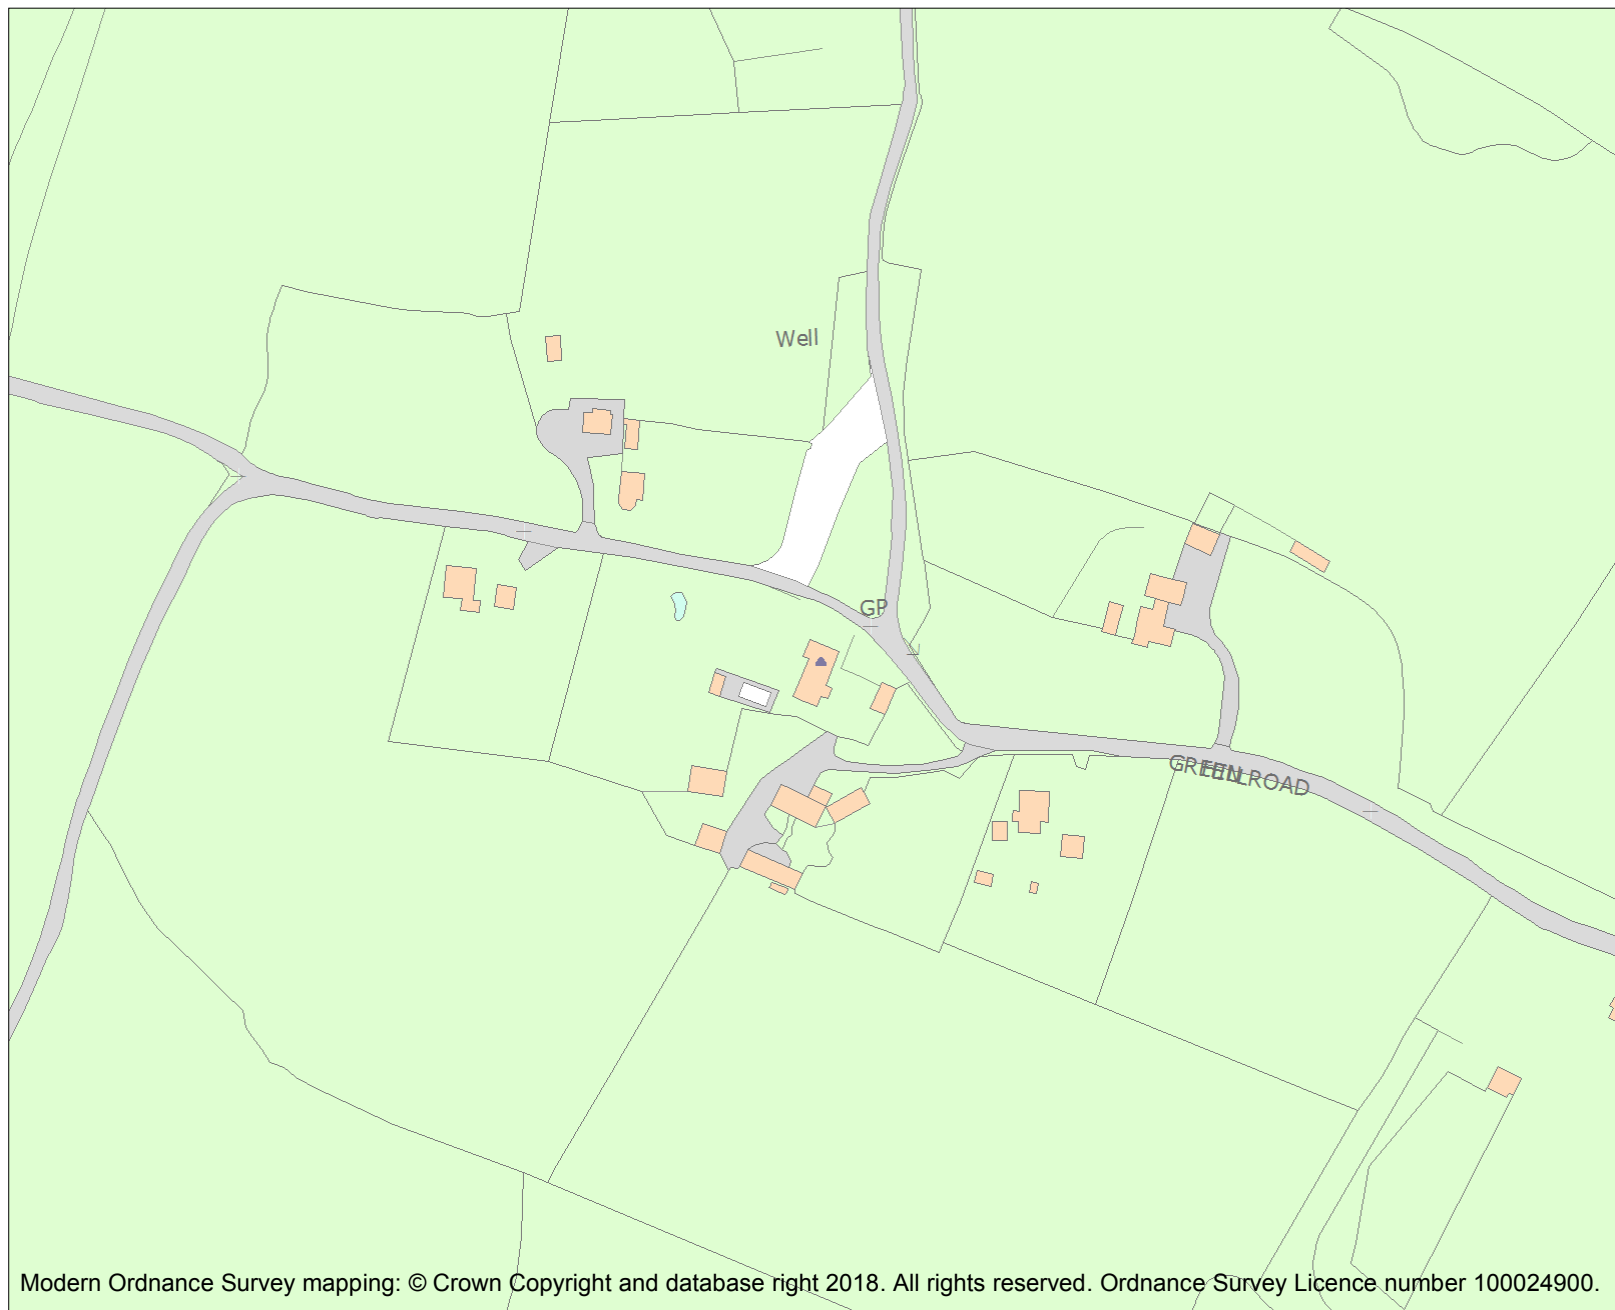 Well
GP
GREEN ROAD
Modern Ordnance Survey mapping: © Crown Copyright and database right 2018. All rights reserved. Ordnance Survey Licence number 100024900.